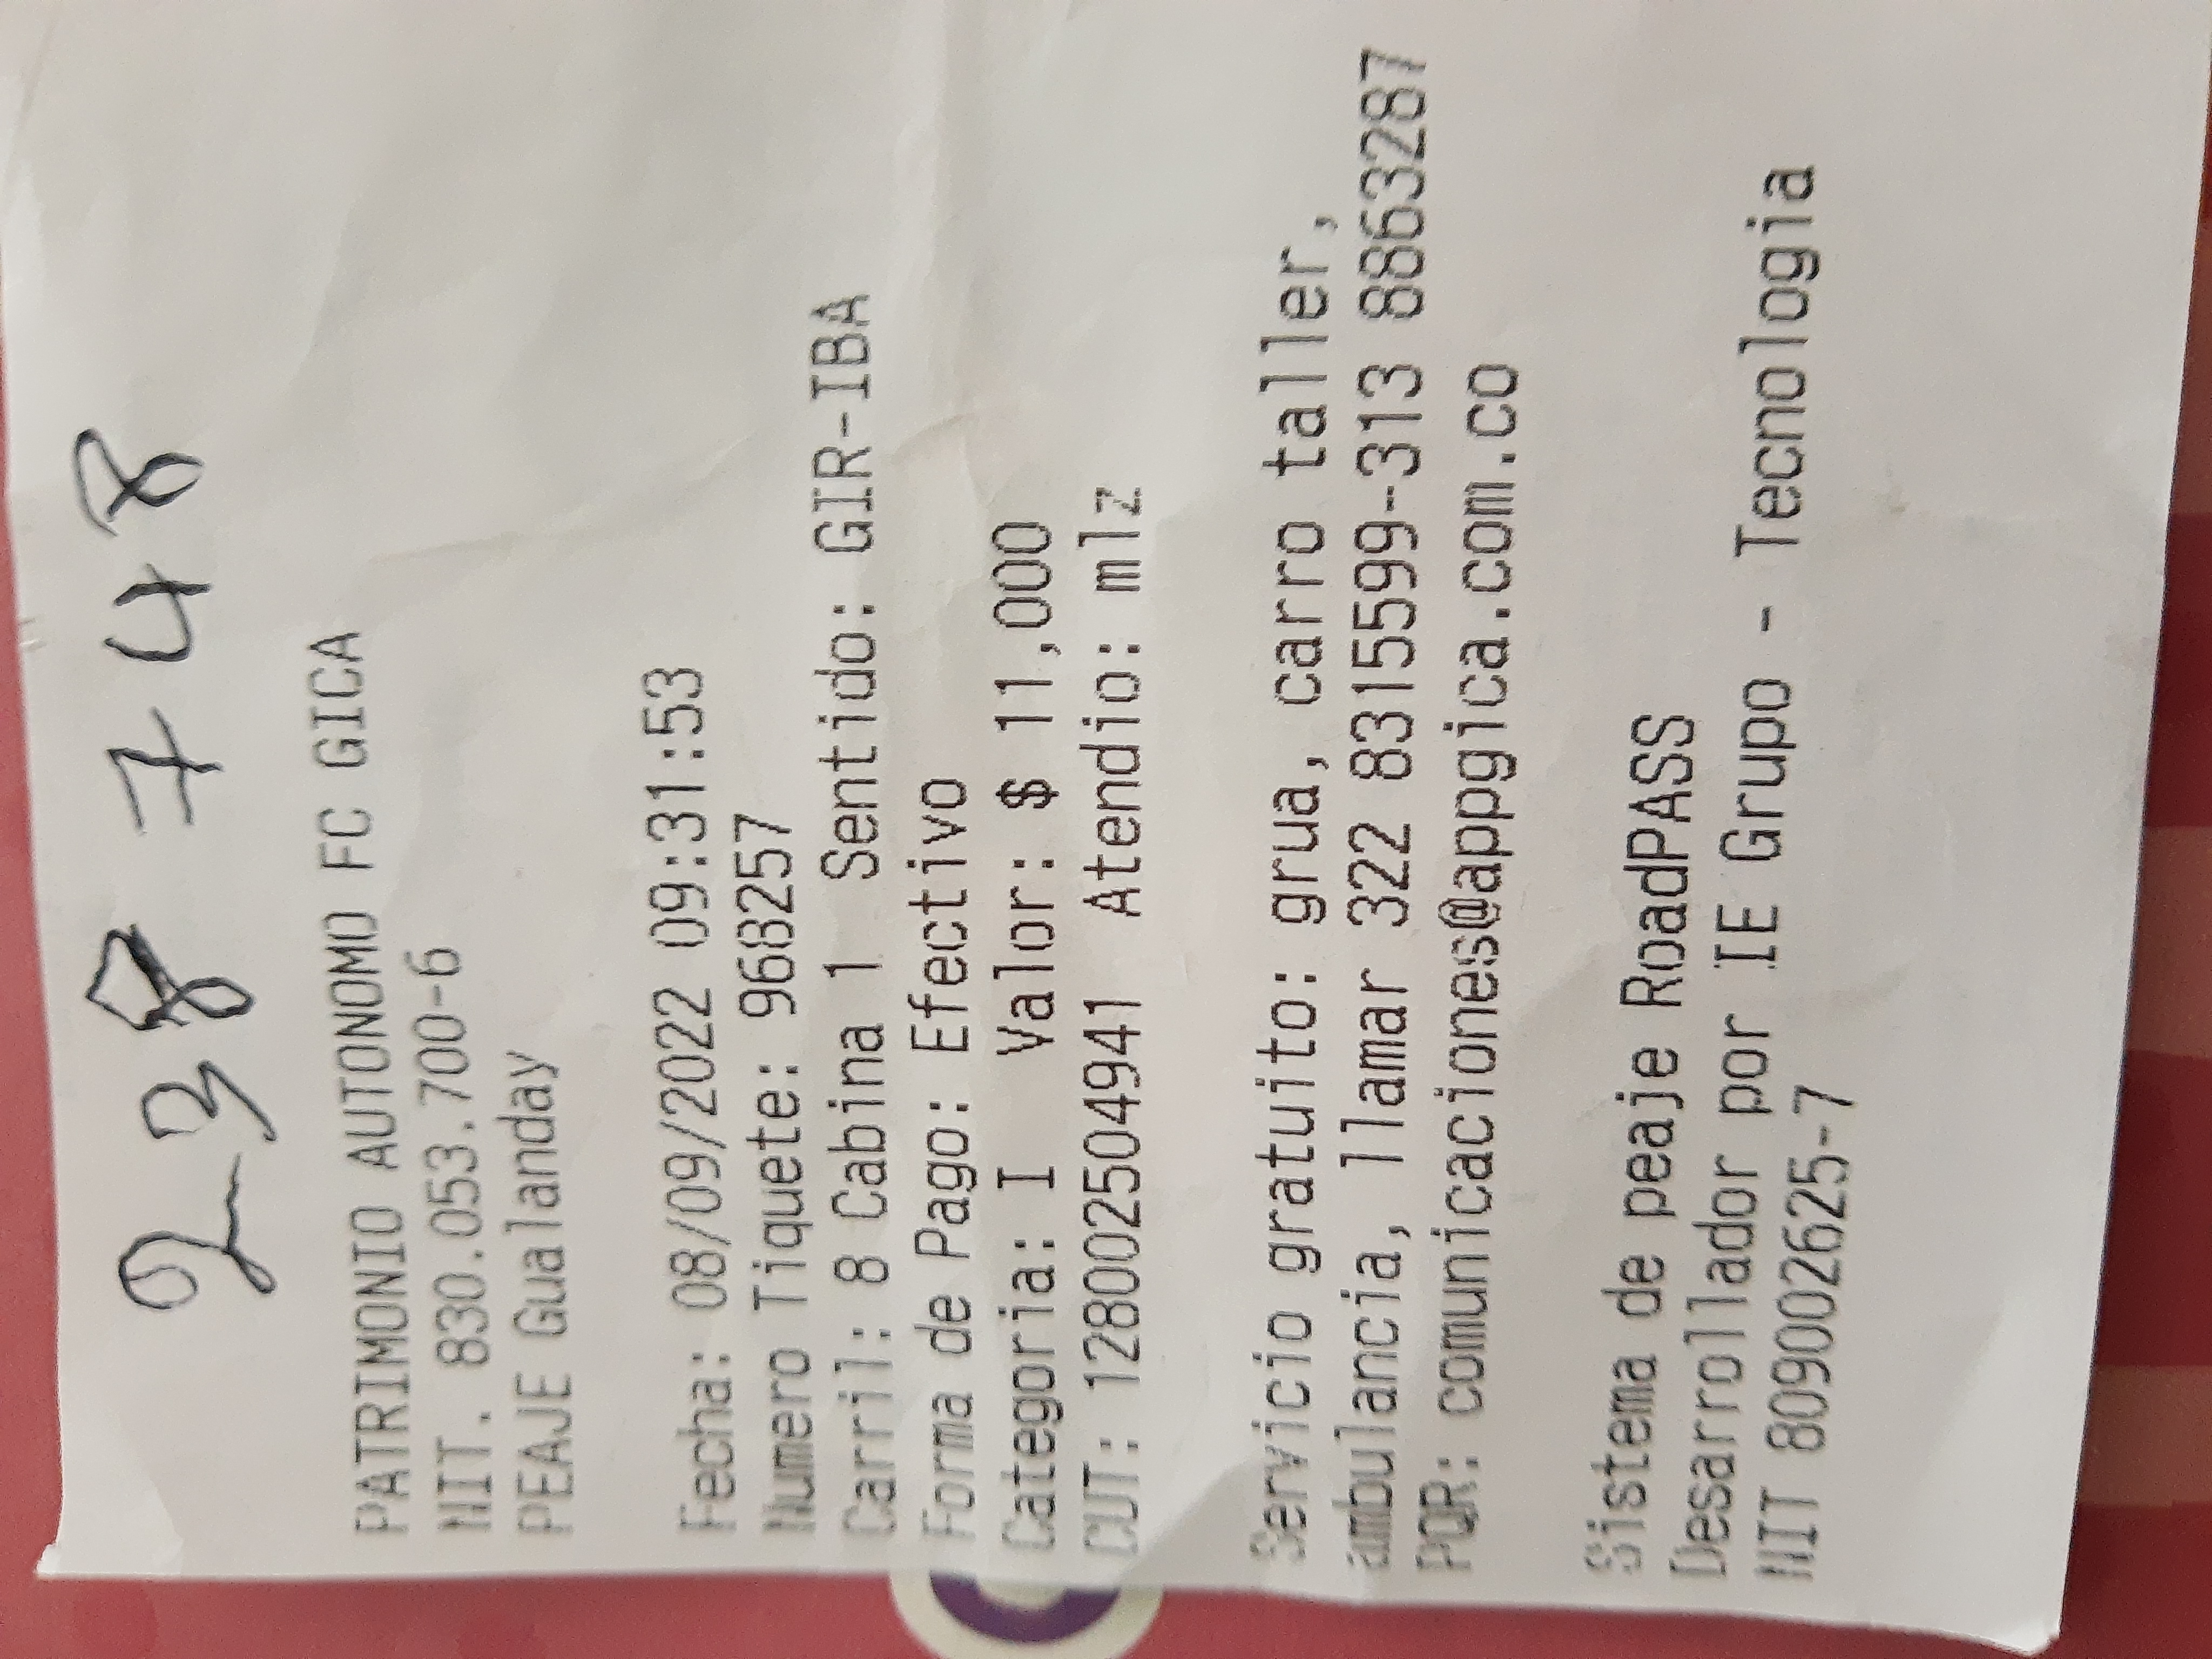 238748
PATRIMONIO AUTONOMO FC GICA
NIT. 830.053.700-6
PEAJE Gualanday
Fecha: 08/09/2022 09:31:53
Numero Tiquete: 968257
Carril: 8 Cabina 1 Sentido: GIR-IBA
Forma de Pago: Efectivo
Categoria: I Valor: $ 11,000
CUT: 128002504941 Atendio: mlz
Servicio gratuito: grua, carro taller,
ambulancia, llamar 322 8315599-313 8863287
PQR: comunicaciones@appgica.com.co
Sistema de peaje RoadPASS
Desarrollador por IE Grupo - Tecnologia
NIT 809002625-7